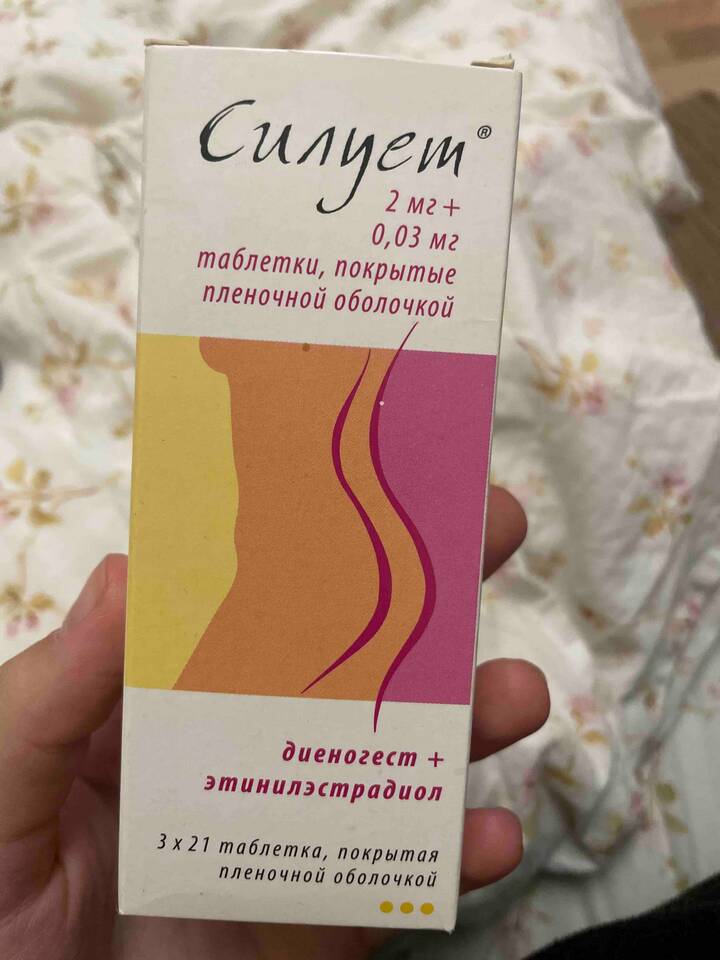 Силует®
2 мг +
0,03 мг
таблетки, покрытые
пленочной оболочкой
диеногест +
этинилэстрадиол
3 x 21 таблетка, покрытая
пленочной оболочкой